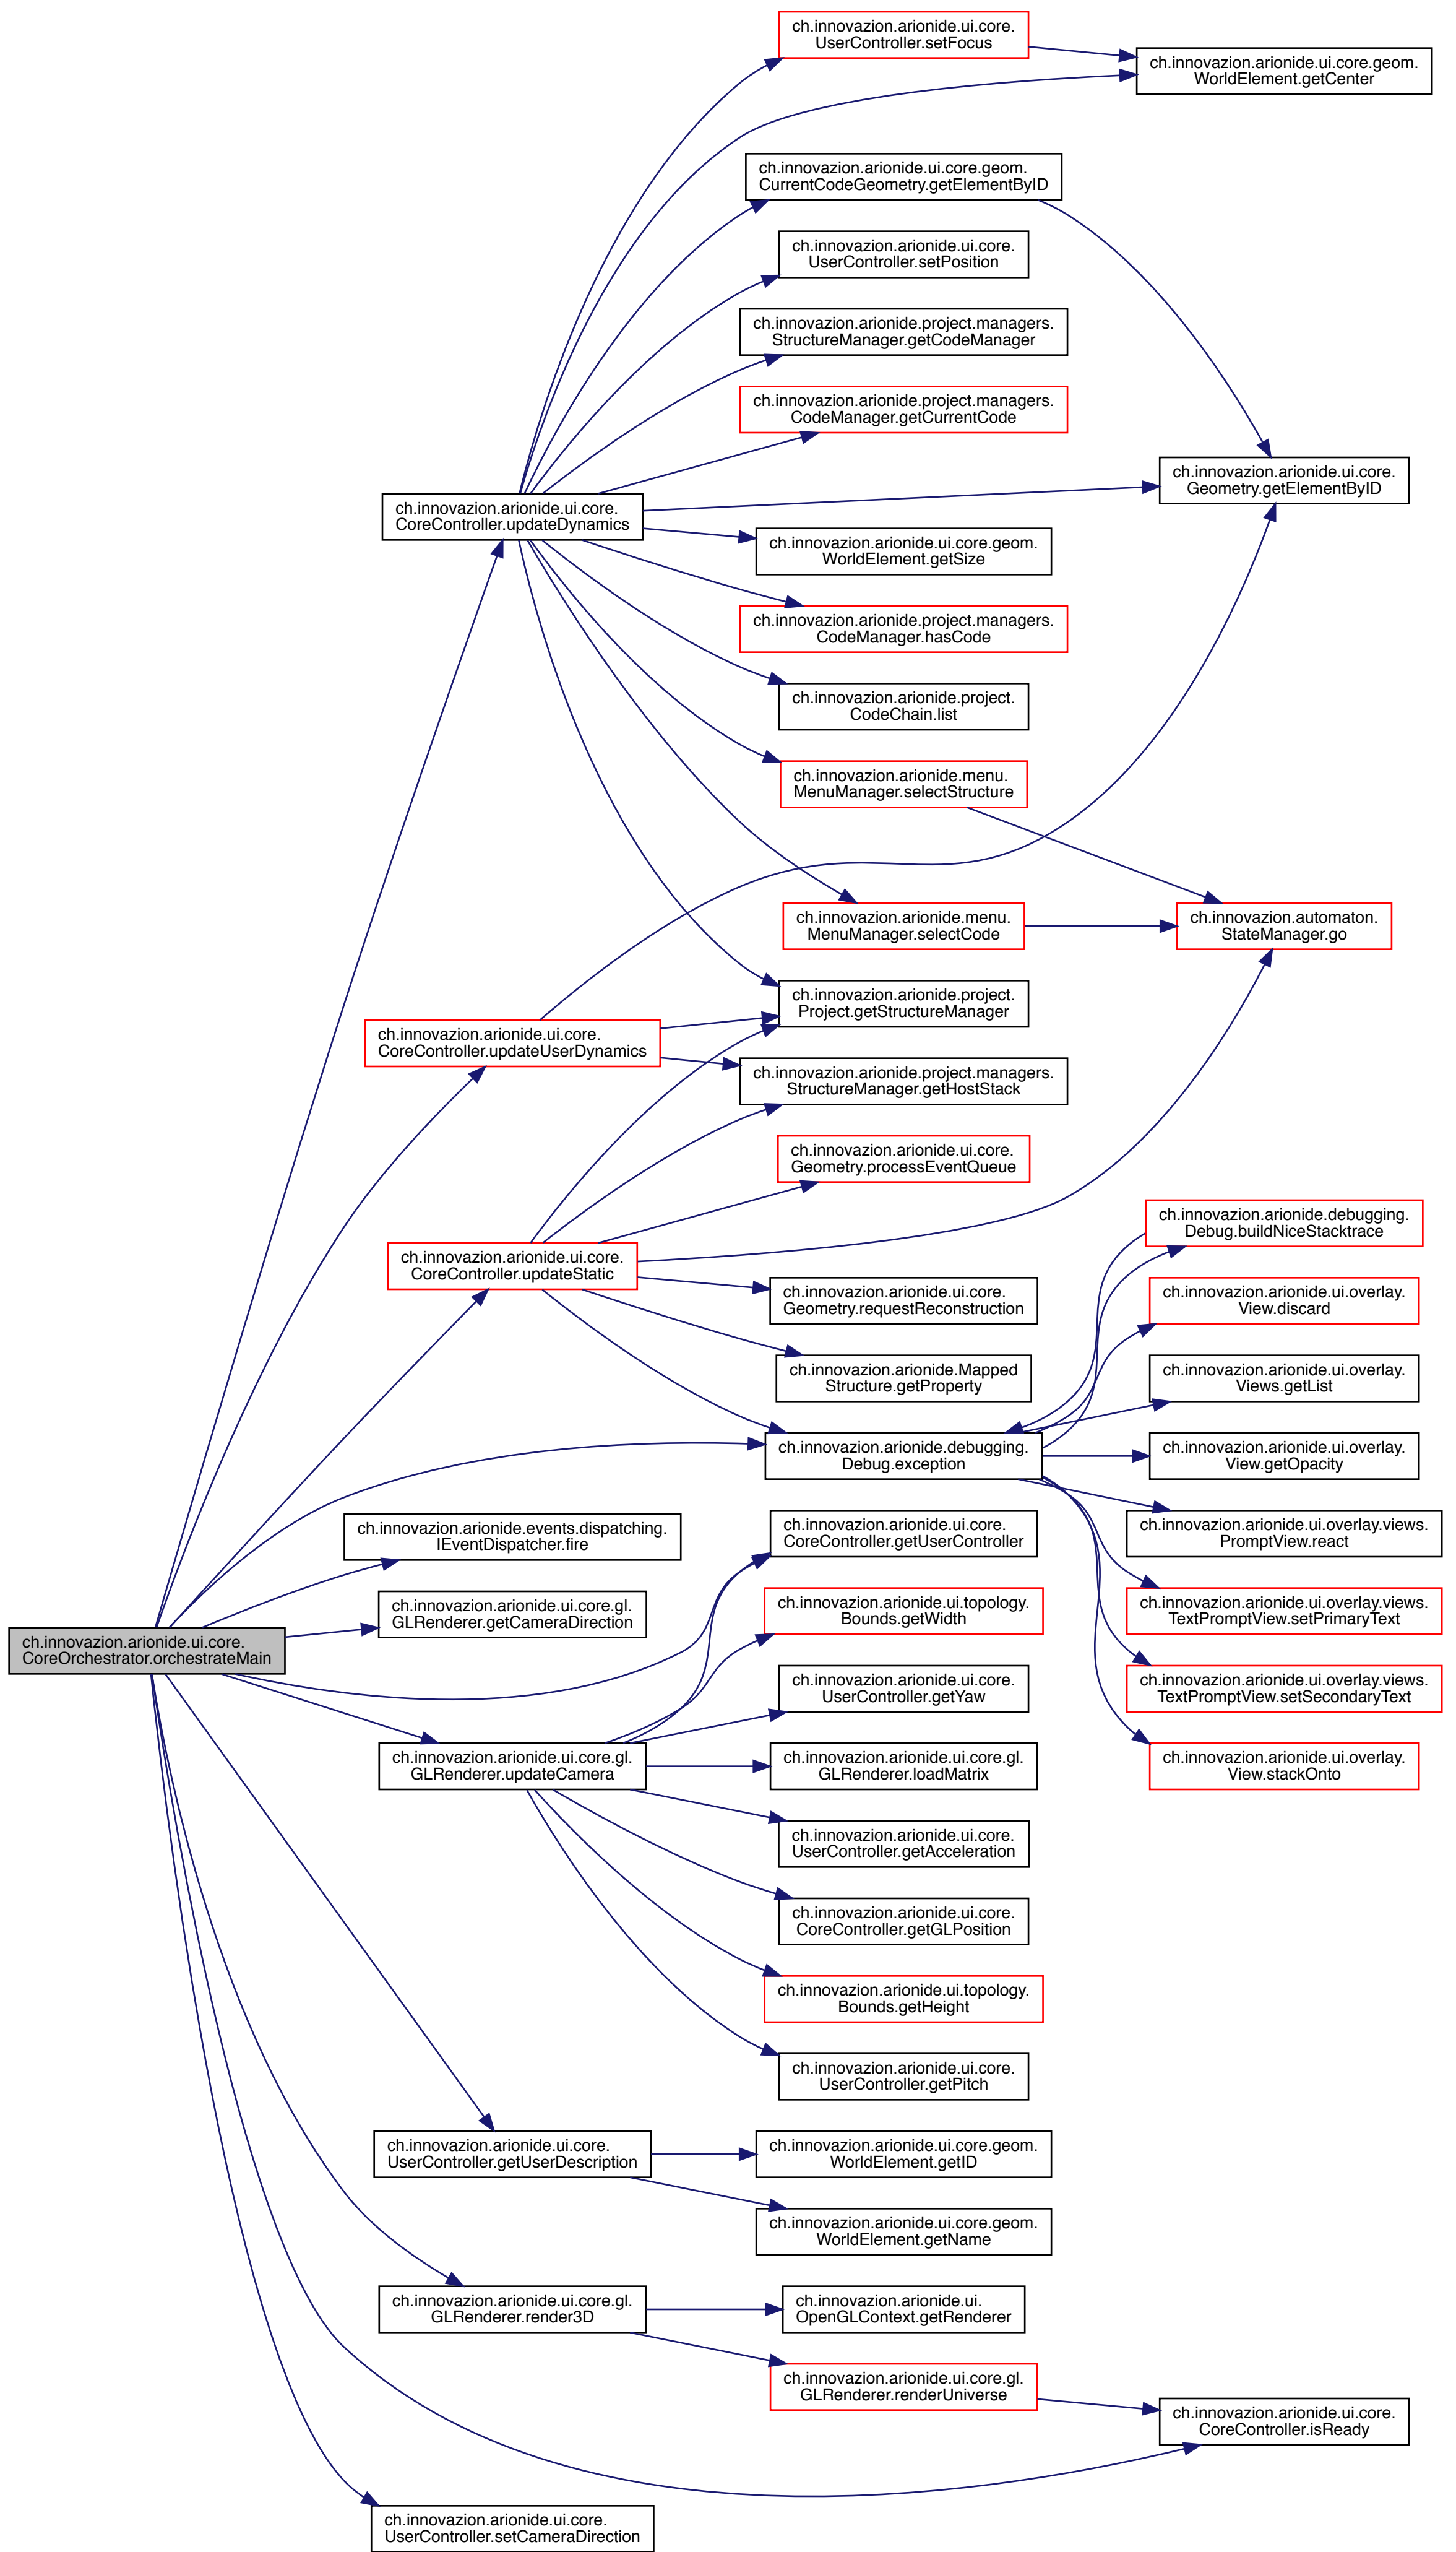 ch.innovazion.arionide.ui.core.
UserController.setFocus
ch.innovazion.arionide.ui.core.geom.
WorldElement.getCenter
ch.innovazion.arionide.ui.core.geom.
CurrentCodeGeometry.getElementByID
ch.innovazion.arionide.ui.core.
UserController.setPosition
ch.innovazion.arionide.project.managers.
StructureManager.getCodeManager
ch.innovazion.arionide.project.managers.
CodeManager.getCurrentCode
ch.innovazion.arionide.ui.core.
Geometry.getElementByID
ch.innovazion.arionide.ui.core.
CoreController.updateDynamics
ch.innovazion.arionide.ui.core.geom.
WorldElement.getSize
ch.innovazion.arionide.project.managers.
CodeManager.hasCode
ch.innovazion.arionide.project.
CodeChain.list
ch.innovazion.arionide.menu.
MenuManager.selectStructure
ch.innovazion.arionide.menu.
MenuManager.selectCode
ch.innovazion.automaton.
StateManager.go
ch.innovazion.arionide.project.
Project.getStructureManager
ch.innovazion.arionide.ui.core.
CoreController.updateUserDynamics
ch.innovazion.arionide.project.managers.
StructureManager.getHostStack
ch.innovazion.arionide.ui.core.
Geometry.processEventQueue
ch.innovazion.arionide.debugging.
Debug.buildNiceStacktrace
ch.innovazion.arionide.ui.core.
CoreController.updateStatic
ch.innovazion.arionide.ui.core.
Geometry.requestReconstruction
ch.innovazion.arionide.ui.overlay.
View.discard
ch.innovazion.arionide.Mapped
Structure.getProperty
ch.innovazion.arionide.ui.overlay.
Views.getList
ch.innovazion.arionide.debugging.
Debug.exception
ch.innovazion.arionide.ui.overlay.
View.getOpacity
ch.innovazion.arionide.events.dispatching.
IEventDispatcher.fire
ch.innovazion.arionide.ui.core.
CoreController.getUserController
ch.innovazion.arionide.ui.overlay.views.
PromptView.react
ch.innovazion.arionide.ui.core.gl.
GLRenderer.getCameraDirection
ch.innovazion.arionide.ui.topology.
Bounds.getWidth
ch.innovazion.arionide.ui.overlay.views.
TextPromptView.setPrimaryText
ch.innovazion.arionide.ui.core.
CoreOrchestrator.orchestrateMain
ch.innovazion.arionide.ui.core.
UserController.getYaw
ch.innovazion.arionide.ui.overlay.views.
TextPromptView.setSecondaryText
ch.innovazion.arionide.ui.core.gl.
GLRenderer.updateCamera
ch.innovazion.arionide.ui.core.gl.
GLRenderer.loadMatrix
ch.innovazion.arionide.ui.overlay.
View.stackOnto
ch.innovazion.arionide.ui.core.
UserController.getAcceleration
ch.innovazion.arionide.ui.core.
CoreController.getGLPosition
ch.innovazion.arionide.ui.topology.
Bounds.getHeight
ch.innovazion.arionide.ui.core.
UserController.getPitch
ch.innovazion.arionide.ui.core.
UserController.getUserDescription
ch.innovazion.arionide.ui.core.geom.
WorldElement.getID
ch.innovazion.arionide.ui.core.geom.
WorldElement.getName
ch.innovazion.arionide.ui.core.gl.
GLRenderer.render3D
ch.innovazion.arionide.ui.
OpenGLContext.getRenderer
ch.innovazion.arionide.ui.core.gl.
GLRenderer.renderUniverse
ch.innovazion.arionide.ui.core.
CoreController.isReady
ch.innovazion.arionide.ui.core.
UserController.setCameraDirection